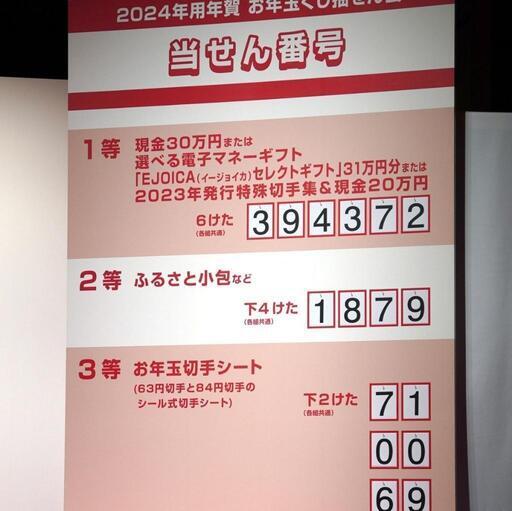 2024年用年賀 お年玉くじ抽せん
当せん番号
1等 現金30万円または
選べる電子マネーギフト
「EJOICA(イージョイカ)セレクトギフト」31万円分または
2023年発行特殊切手集&現金20万円
6けた 394372
(各組共通)
2等 ふるさと小包など
下4けた 1879
(各組共通)
3等 お年玉切手シート
(63円切手と84円切手の
シール式切手シート)
下2けた 71
(各組共通)
00
69